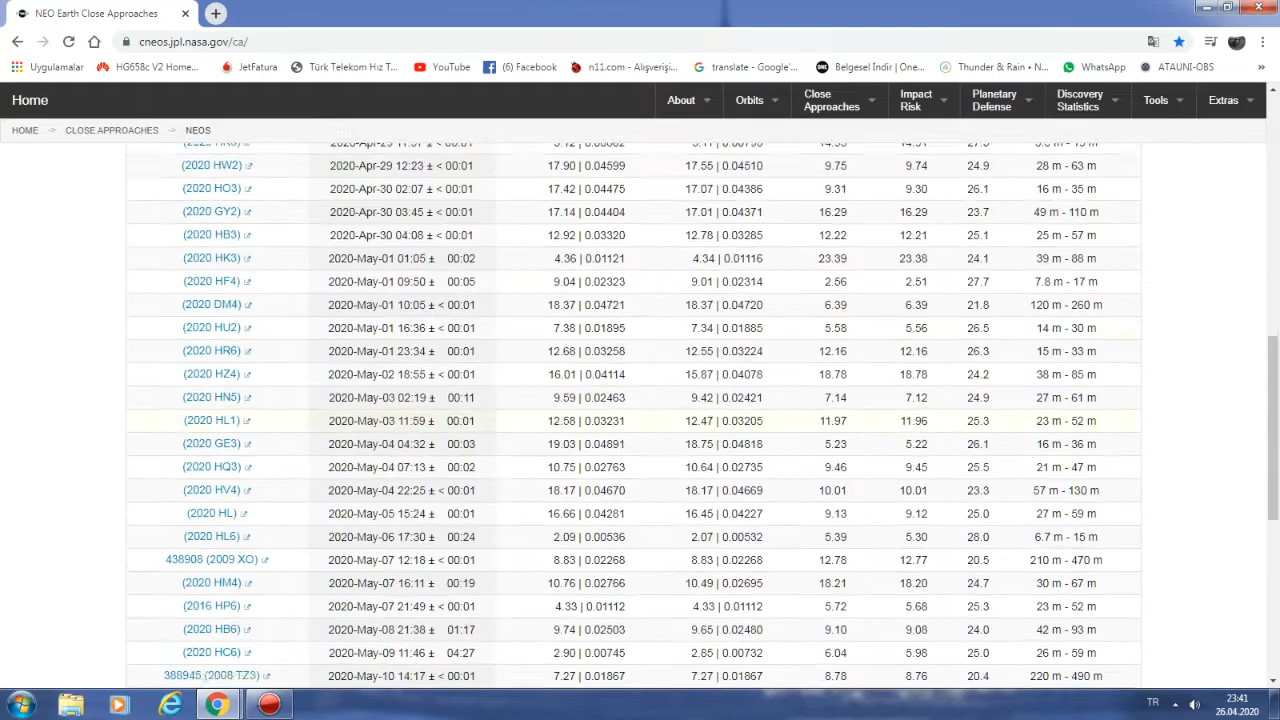 NEO Earth Close Approaches
cneos.jpl.nasa.gov/ca/
Uygulamalar HG658c V2 Home... JetFatura Türk Telekom Hız T... YouTube (6) Facebook n11.com - Alışverişi... translate - Google'... Belgesel İndir | One... Thunder & Rain • N... WhatsApp ATAUNI-OBS »
Home About Orbits Close Approaches Impact Risk Planetary Defense Discovery Statistics Tools Extras
HOME -> CLOSE APPROACHES -> NEOS
(2020 HW2) 2020-Apr-29 12:23 ± < 00:01 17.90 | 0.04599 17.55 | 0.04510 9.75 9.74 24.9 28 m - 63 m
(2020 HO3) 2020-Apr-30 02:07 ± < 00:01 17.42 | 0.04475 17.07 | 0.04386 9.31 9.30 26.1 16 m - 35 m
(2020 GY2) 2020-Apr-30 03:45 ± < 00:01 17.14 | 0.04404 17.01 | 0.04371 16.29 16.29 23.7 49 m - 110 m
(2020 HB3) 2020-Apr-30 04:08 ± < 00:01 12.92 | 0.03320 12.78 | 0.03285 12.22 12.21 25.1 25 m - 57 m
(2020 HK3) 2020-May-01 01:05 ± 00:02 4.36 | 0.01121 4.34 | 0.01116 23.39 23.38 24.1 39 m - 88 m
(2020 HF4) 2020-May-01 09:50 ± 00:05 9.04 | 0.02323 9.01 | 0.02314 2.56 2.51 27.7 7.8 m - 17 m
(2020 DM4) 2020-May-01 10:05 ± < 00:01 18.37 | 0.04721 18.37 | 0.04720 6.39 6.39 21.8 120 m - 260 m
(2020 HU2) 2020-May-01 16:36 ± < 00:01 7.38 | 0.01895 7.34 | 0.01885 5.58 5.56 26.5 14 m - 30 m
(2020 HR6) 2020-May-01 23:34 ± 00:01 12.68 | 0.03258 12.55 | 0.03224 12.16 12.16 26.3 15 m - 33 m
(2020 HZ4) 2020-May-02 18:55 ± < 00:01 16.01 | 0.04114 15.87 | 0.04078 18.78 18.78 24.2 38 m - 85 m
(2020 HN5) 2020-May-03 02:19 ± 00:11 9.59 | 0.02463 9.42 | 0.02421 7.14 7.12 24.9 27 m - 61 m
(2020 HL1) 2020-May-03 11:59 ± 00:01 12.58 | 0.03231 12.47 | 0.03205 11.97 11.96 25.3 23 m - 52 m
(2020 GE3) 2020-May-04 04:32 ± 00:03 19.03 | 0.04891 18.75 | 0.04818 5.23 5.22 26.1 16 m - 36 m
(2020 HQ3) 2020-May-04 07:13 ± 00:02 10.75 | 0.02763 10.64 | 0.02735 9.46 9.45 25.5 21 m - 47 m
(2020 HV4) 2020-May-04 22:25 ± < 00:01 18.17 | 0.04670 18.17 | 0.04669 10.01 10.01 23.3 57 m - 130 m
(2020 HL) 2020-May-05 15:24 ± 00:01 16.66 | 0.04281 16.45 | 0.04227 9.13 9.12 25.0 27 m - 59 m
(2020 HL6) 2020-May-06 17:30 ± 00:24 2.09 | 0.00536 2.07 | 0.00532 5.39 5.30 28.0 6.7 m - 15 m
438908 (2009 XO) 2020-May-07 12:18 ± < 00:01 8.83 | 0.02268 8.83 | 0.02268 12.78 12.77 20.5 210 m - 470 m
(2020 HM4) 2020-May-07 16:11 ± 00:19 10.76 | 0.02766 10.49 | 0.02695 18.21 18.20 24.7 30 m - 67 m
(2016 HP6) 2020-May-07 21:49 ± < 00:01 4.33 | 0.01112 4.33 | 0.01112 5.72 5.68 25.3 23 m - 52 m
(2020 HB6) 2020-May-08 21:38 ± 01:17 9.74 | 0.02503 9.65 | 0.02480 9.10 9.08 24.0 42 m - 93 m
(2020 HC6) 2020-May-09 11:46 ± 04:27 2.90 | 0.00745 2.85 | 0.00732 6.04 5.98 25.0 26 m - 59 m
388945 (2008 TZ3) 2020-May-10 14:17 ± < 00:01 7.27 | 0.01867 7.27 | 0.01867 8.78 8.76 20.4 220 m - 490 m
TR 23:41
26.04.2020